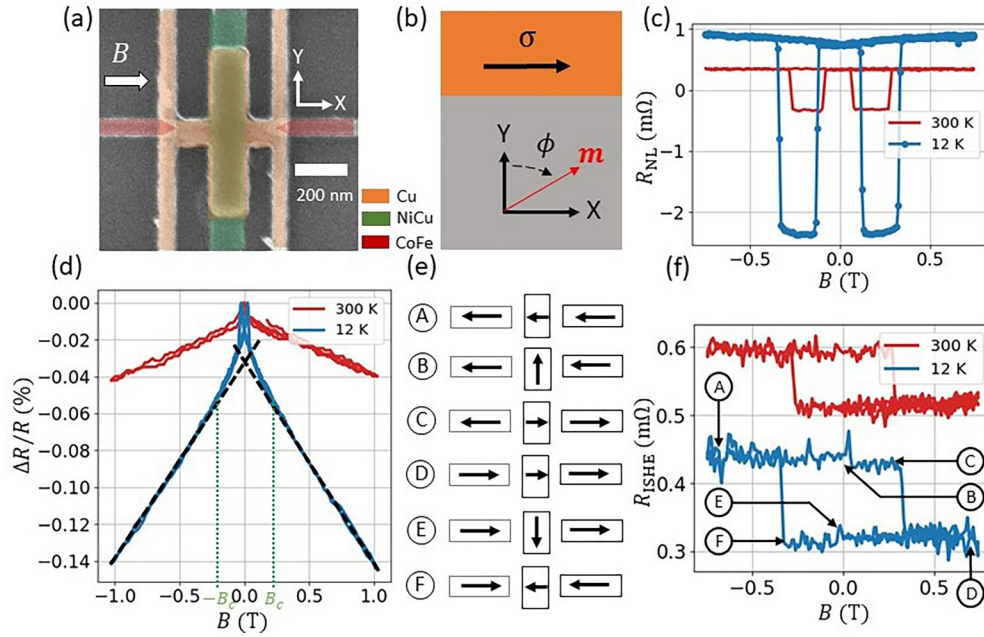 (a)
B
Y
X
200 nm
Cu
NiCu
CoFe
(b)
σ
Y
ϕ
m
X
(c)
1
0
−1
−2
R_NL (mΩ)
300 K
12 K
−0.5
0.0
0.5
B (T)
(d)
0.00
−0.02
−0.04
−0.06
−0.08
−0.10
−0.12
−0.14
ΔR/R (%)
300 K
12 K
−1.0
−0.5
0.0
0.5
1.0
−B_c
B_c
B (T)
(e)
A
B
C
D
E
F
(f)
0.6
0.5
0.4
0.3
R_ISHE (mΩ)
300 K
12 K
A
C
B
E
F
D
−0.5
0.0
0.5
B (T)